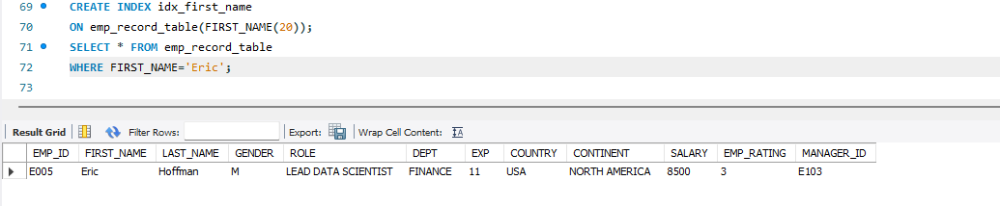 69 CREATE INDEX idx_first_name
70 ON emp_record_table(FIRST_NAME(20));
71 SELECT * FROM emp_record_table
72 WHERE FIRST_NAME='Eric';
73
Result Grid Filter Rows: Export: Wrap Cell Content: IA
EMP_ID FIRST_NAME LAST_NAME GENDER ROLE DEPT EXP COUNTRY CONTINENT SALARY EMP_RATING MANAGER_ID
E005 Eric Hoffman M LEAD DATA SCIENTIST FINANCE 11 USA NORTH AMERICA 8500 3 E103